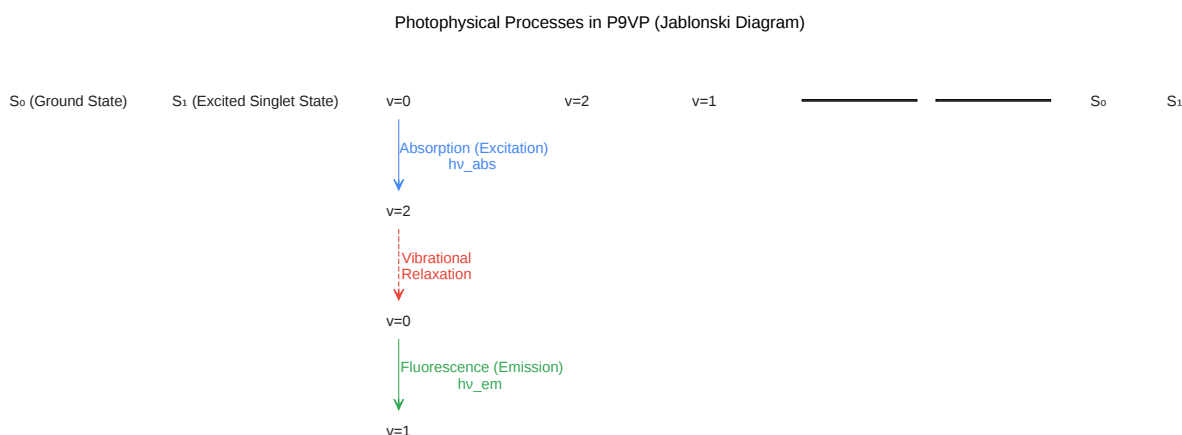 Photophysical Processes in P9VP (Jablonski Diagram)
S₀ (Ground State)
S₁ (Excited Singlet State)
v=0
v=2
v=1
S₀
S₁
Absorption (Excitation)
hν_abs
v=2
Vibrational
Relaxation
v=0
Fluorescence (Emission)
hν_em
v=1